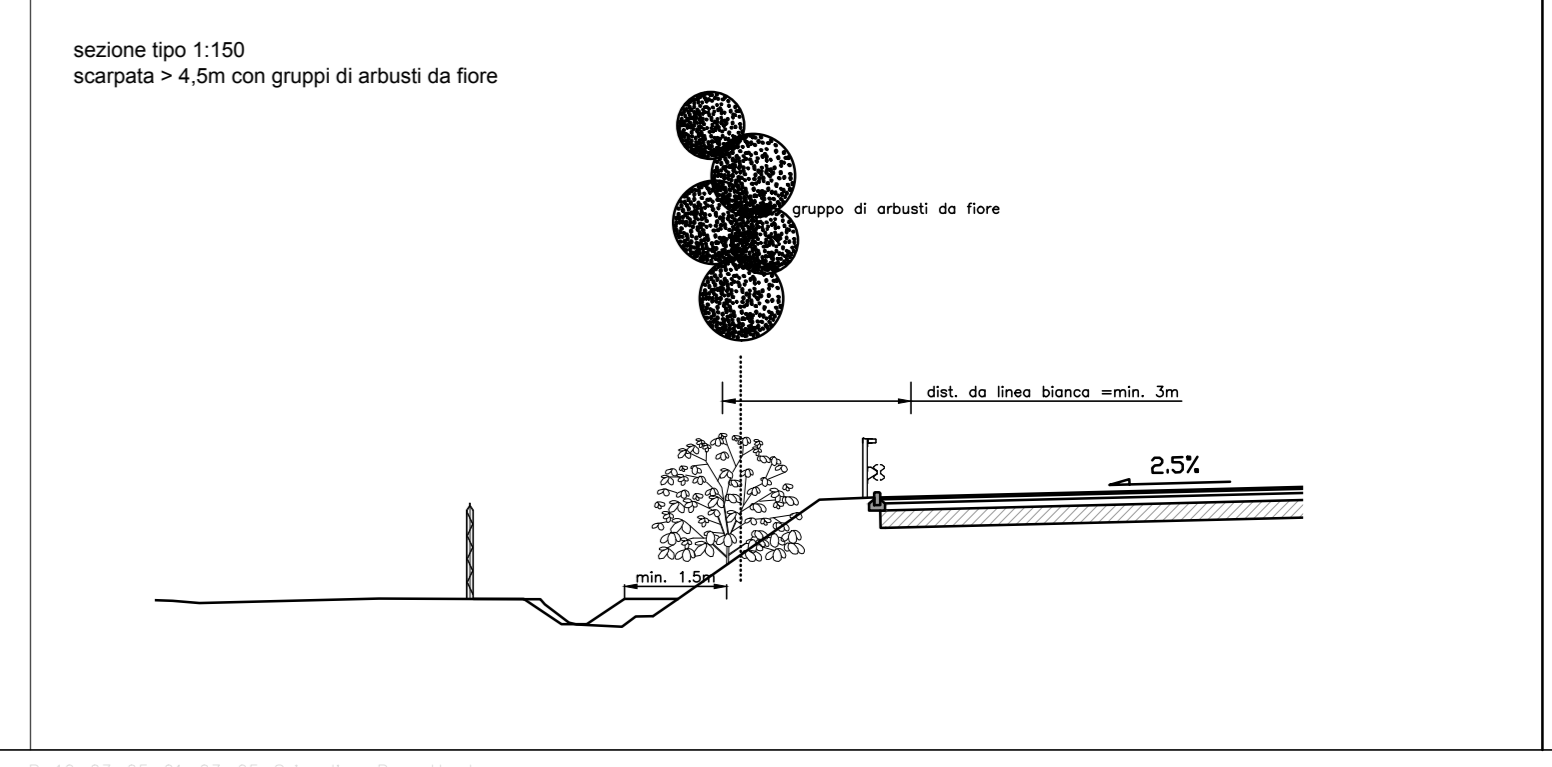 sezione tipo 1:150
scarpata > 4,5m con gruppi di arbusti da fiore
gruppo di arbusti da fiore
dist. da linea bianca =min. 3m
2.5%
min. 1.5m